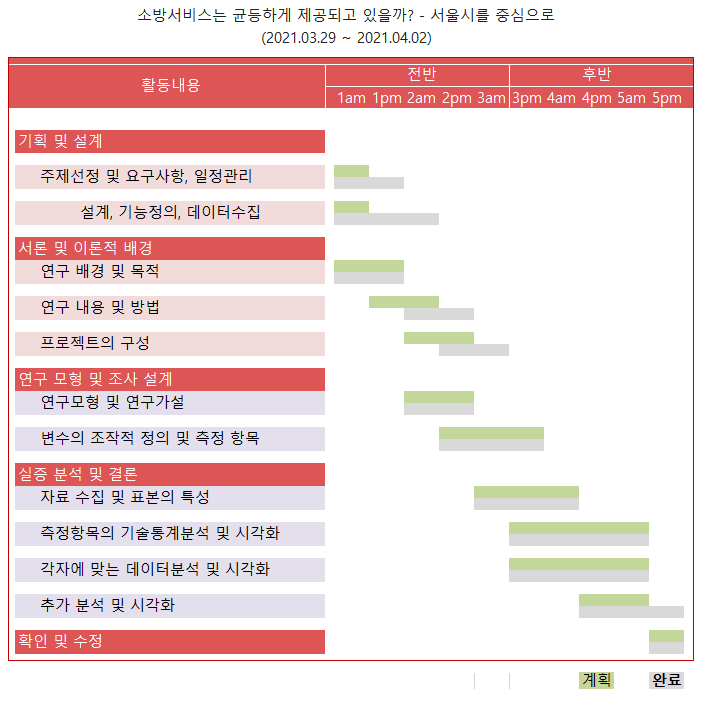 소방서비스는 균등하게 제공되고 있을까? - 서울시를 중심으로
(2021.03.29 ~ 2021.04.02)
활동내용 전반 후반
1am 1pm 2am 2pm 3am 3pm 4am 4pm 5am 5pm
기획 및 설계
주제선정 및 요구사항, 일정관리
설계, 기능정의, 데이터수집
서론 및 이론적 배경
연구 배경 및 목적
연구 내용 및 방법
프로젝트의 구성
연구 모형 및 조사 설계
연구모형 및 연구가설
변수의 조작적 정의 및 측정 항목
실증 분석 및 결론
자료 수집 및 표본의 특성
측정항목의 기술통계분석 및 시각화
각자에 맞는 데이터분석 및 시각화
추가 분석 및 시각화
확인 및 수정
계획 완료